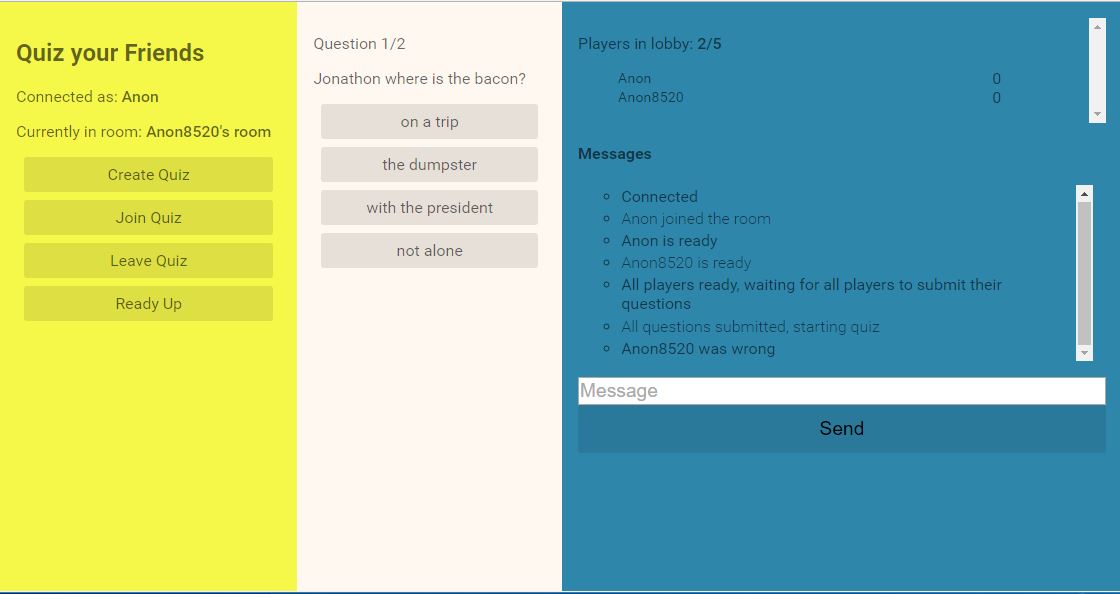 Quiz your Friends
Connected as: Anon
Currently in room: Anon8520's room
Create Quiz
Join Quiz
Leave Quiz
Ready Up
Question 1/2
Jonathon where is the bacon?
on a trip
the dumpster
with the president
not alone
Players in lobby: 2/5
Anon 0
Anon8520 0
Messages
Connected
Anon joined the room
Anon is ready
Anon8520 is ready
All players ready, waiting for all players to submit their
questions
All questions submitted, starting quiz
Anon8520 was wrong
Message
Send